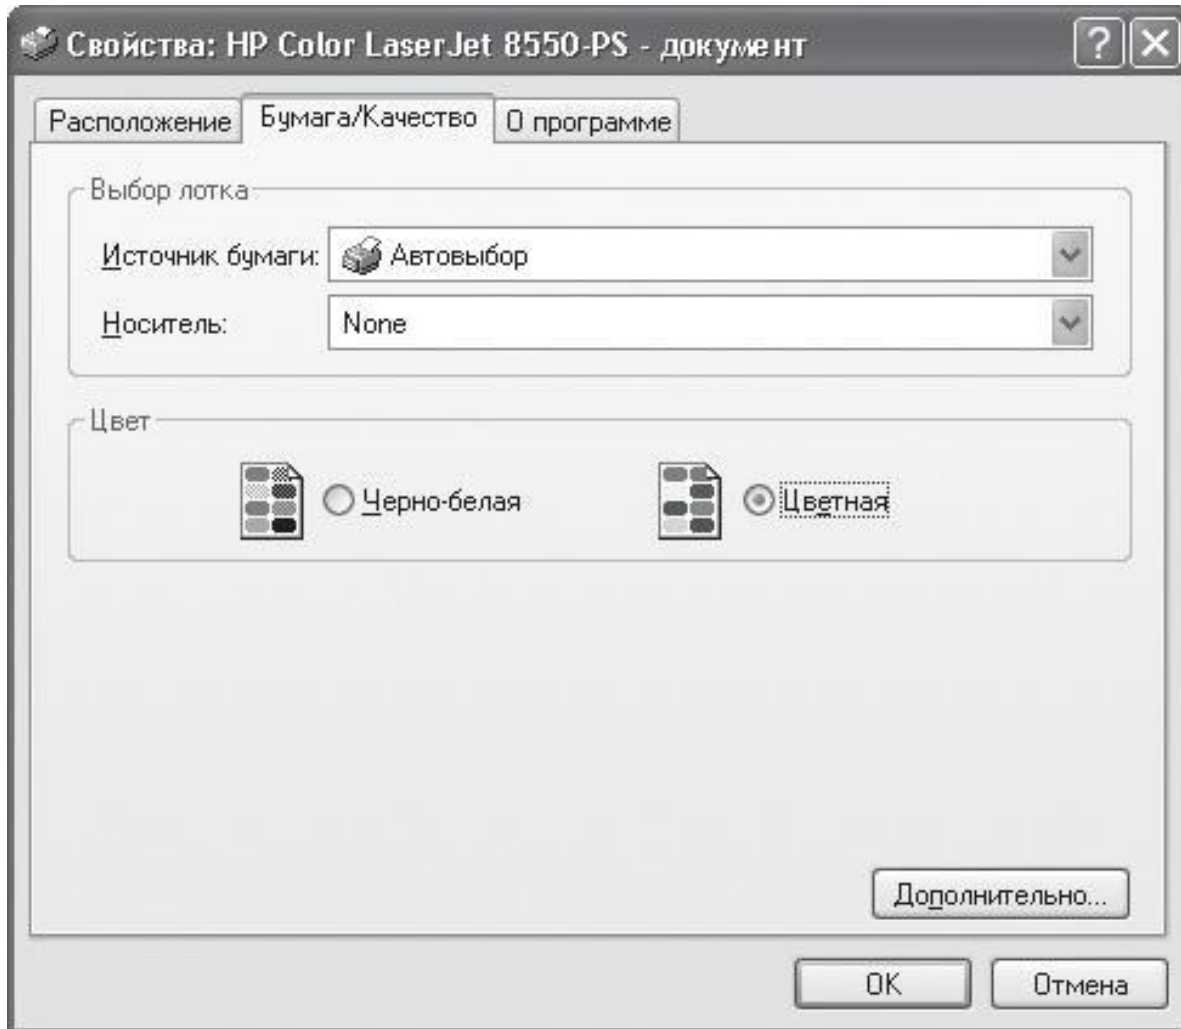 Свойства: HP Color LaserJet 8550-PS - документ
Расположение Бумага/Качество О программе
Выбор лотка
Источник бумаги: Автовыбор
Носитель: None
Цвет
Черно-белая Цветная
Дополнительно...
OK Отмена